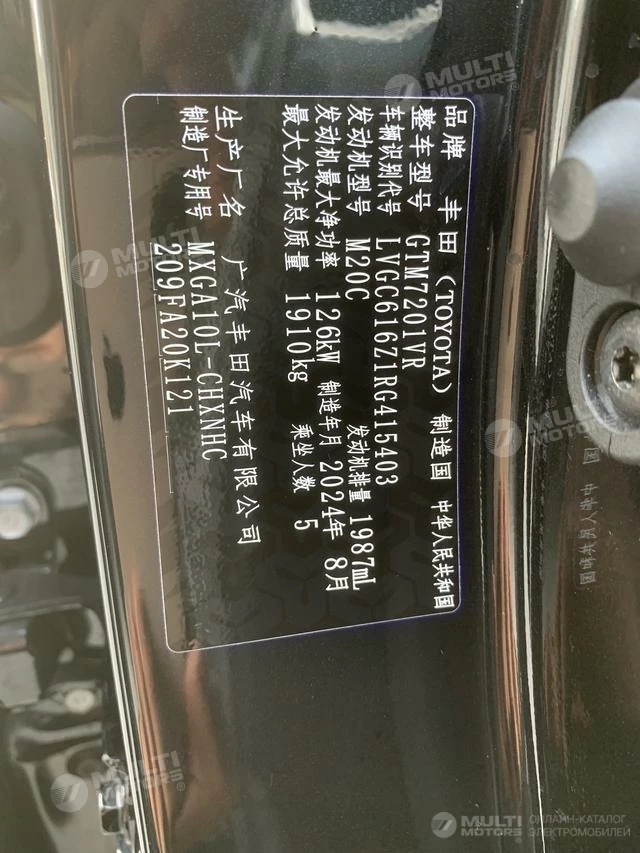 品牌 丰田 (TOYOTA) 制造国 中华人民共和国
整车型号 GTM7201VR
车辆识别代号 LVGC616Z1RG415403
发动机型号 M20C 发动机排量 1987mL
发动机最大净功率 126kW 制造年月 2024年 8月
最大允许总质量 1910kg 乘坐人数 5
生产厂名 广汽丰田汽车有限公司
制造厂专用号 MXGA10L-CHXNHC
209FA20K121
MULTI MOTORS
MULTI MOTORS
MULTI MOTORS
MULTI MOTORS
MULTI MOTORS
ОНЛАЙН-КАТАЛОГ
ЭЛЕКТРОМОБИЛЕЙ